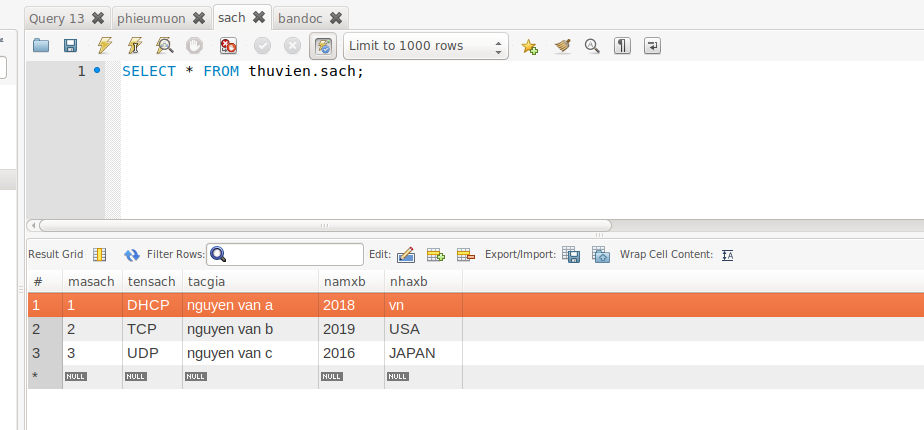 Query 13 phieumuon sach bandoc
Limit to 1000 rows
1 SELECT * FROM thuvien.sach;
Result Grid Filter Rows: Edit: Export/Import: Wrap Cell Content:
# masach tensach tacgia namxb nhaxb
1 1 DHCP nguyen van a 2018 vn
2 2 TCP nguyen van b 2019 USA
3 3 UDP nguyen van c 2016 JAPAN
* NULL NULL NULL NULL NULL